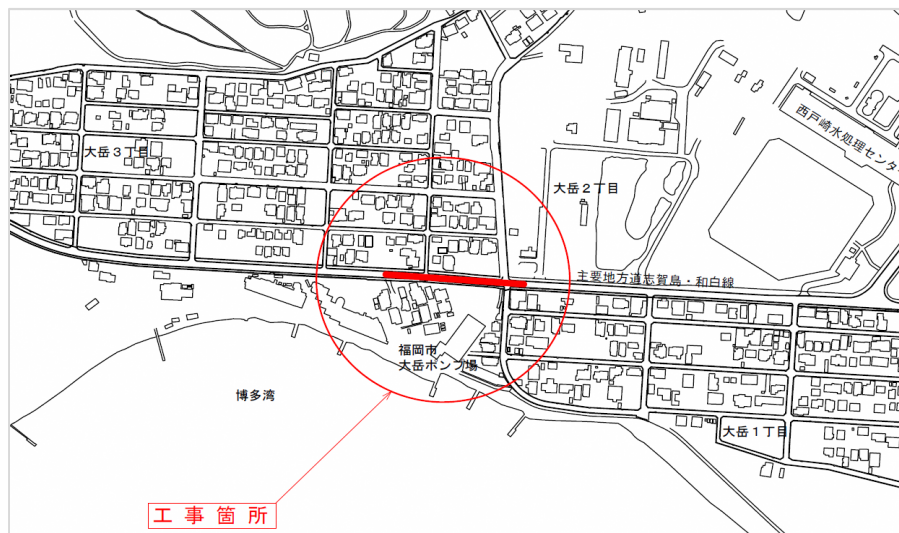 西戸崎水処理センター
大岳３丁目
大岳２丁目
主要地方道志賀島・和白線
福岡市
大岳ポンプ場
博多湾
大岳１丁目
工事箇所